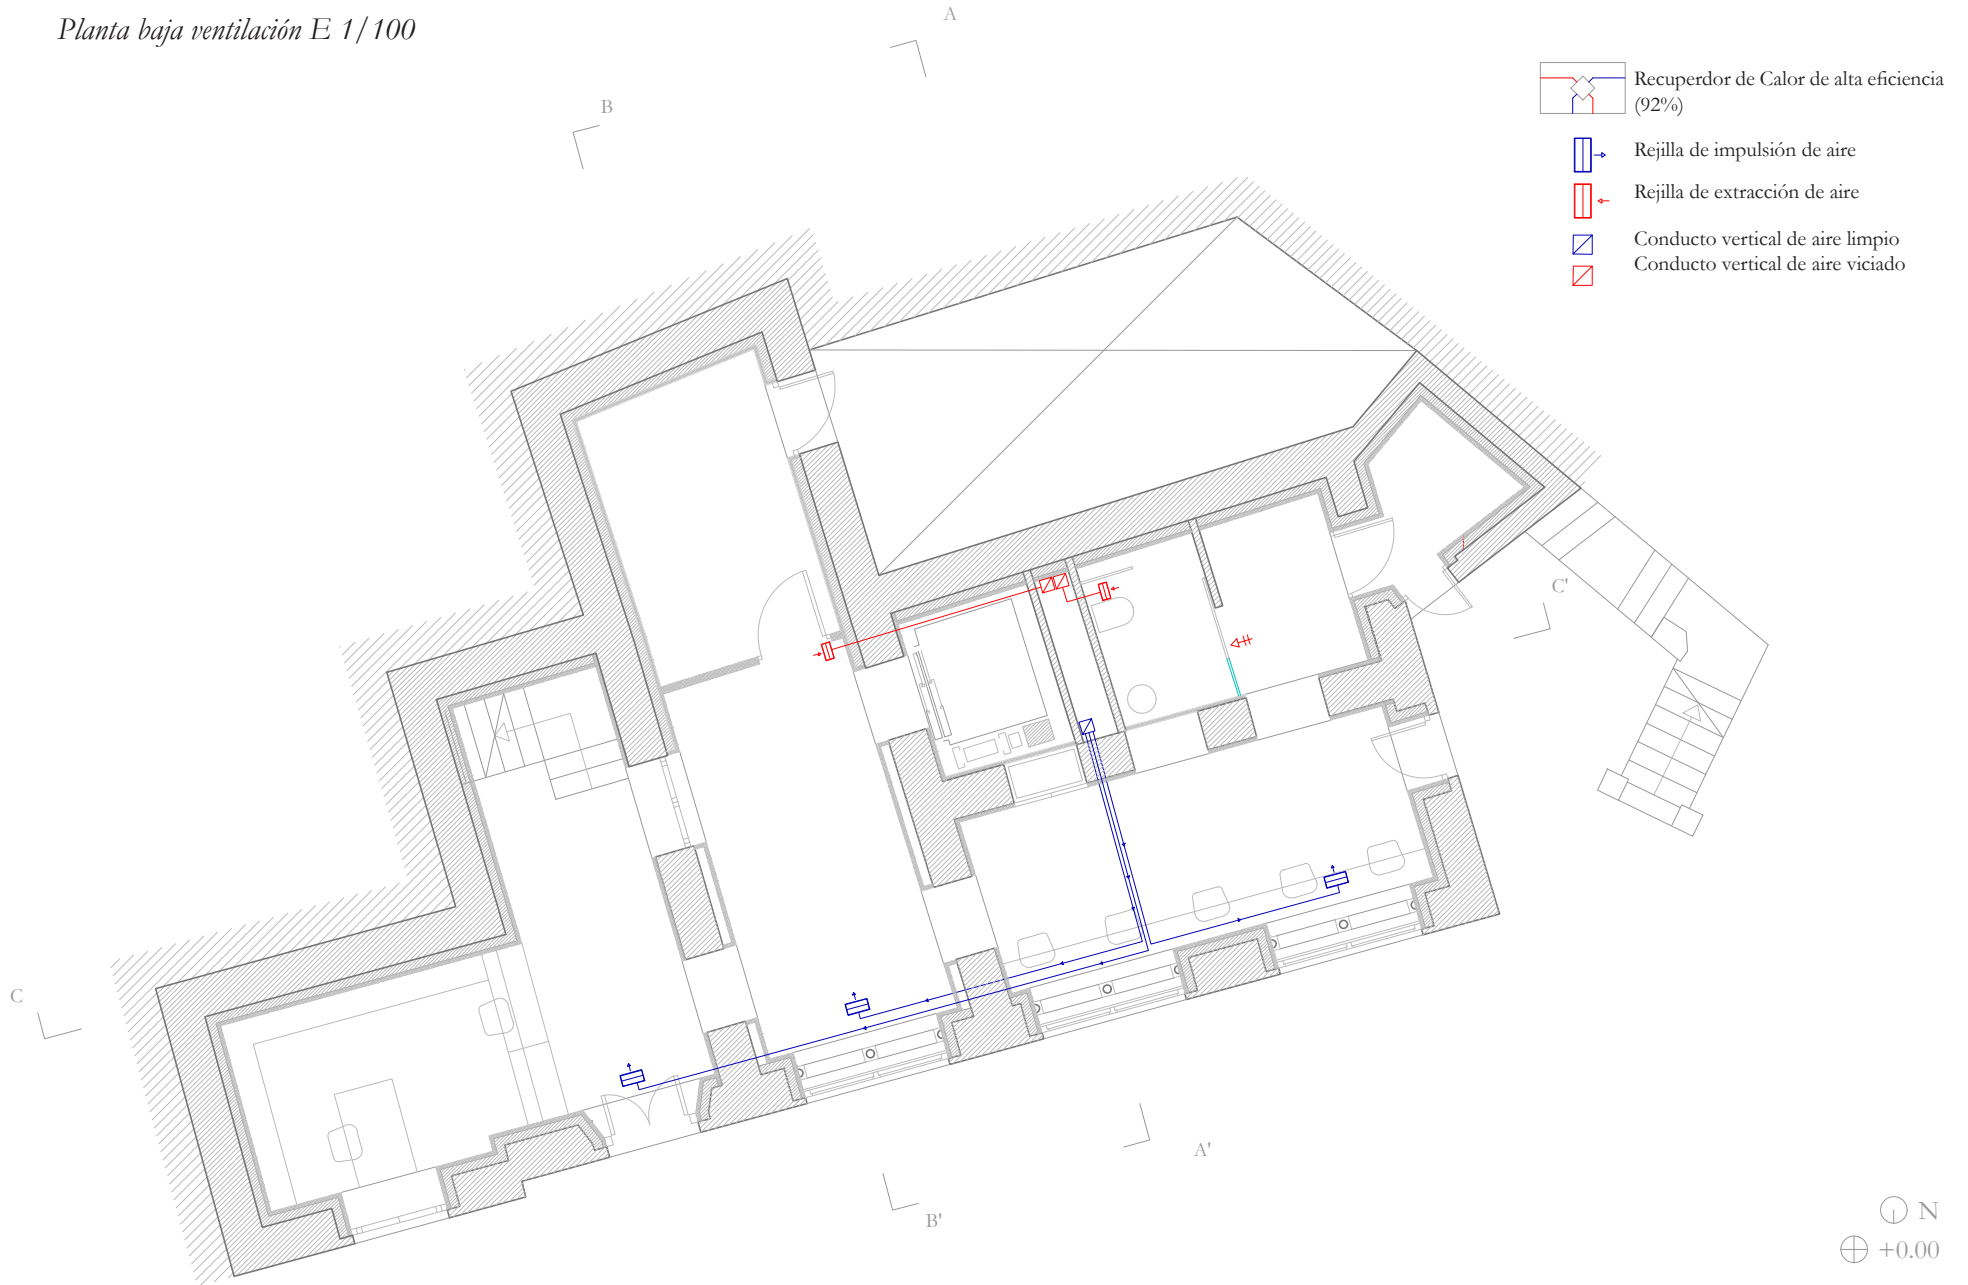 Planta baja ventilación E 1/100
A
B
Recuperdor de Calor de alta eficiencia
(92%)
Rejilla de impulsión de aire
Rejilla de extracción de aire
Conducto vertical de aire limpio
Conducto vertical de aire viciado
C'
C
A'
B'
N
+0.00